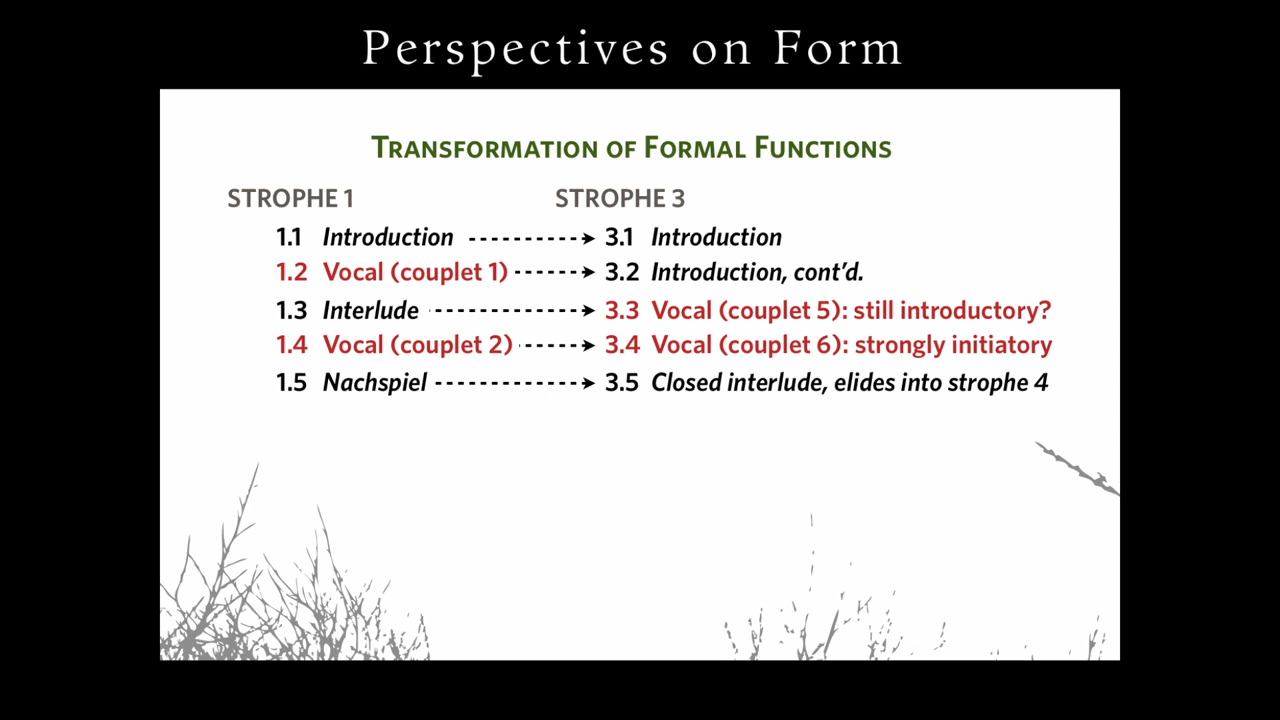 Perspectives on Form
Transformation of Formal Functions
STROPHE 1 STROPHE 3
1.1 Introduction 3.1 Introduction
1.2 Vocal (couplet 1) 3.2 Introduction, cont'd.
1.3 Interlude 3.3 Vocal (couplet 5): still introductory?
1.4 Vocal (couplet 2) 3.4 Vocal (couplet 6): strongly initiatory
1.5 Nachspiel 3.5 Closed interlude, elides into strophe 4